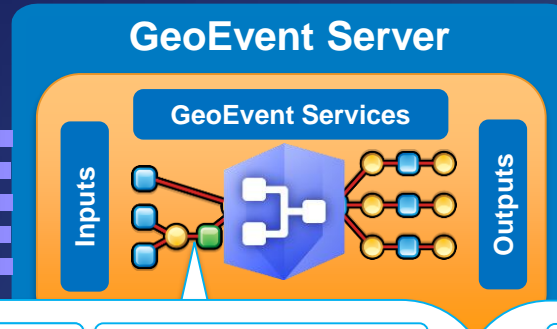 GeoEvent Server
GeoEvent Services
Inputs
Outputs